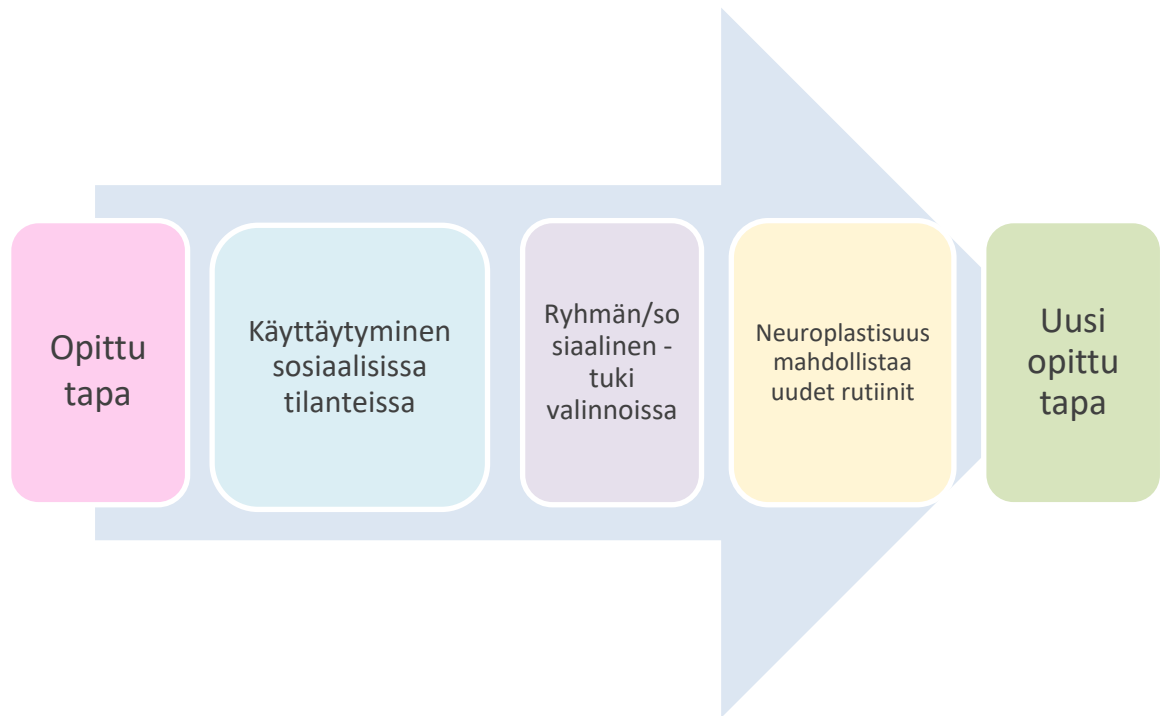 Opittu
tapa
Käyttäytyminen
sosiaalisissa
tilanteissa
Ryhmän/so
siaalinen -
tuki
valinnoissa
Neuroplastisuus
mahdollistaa
uudet rutiinit
Uusi
opittu
tapa